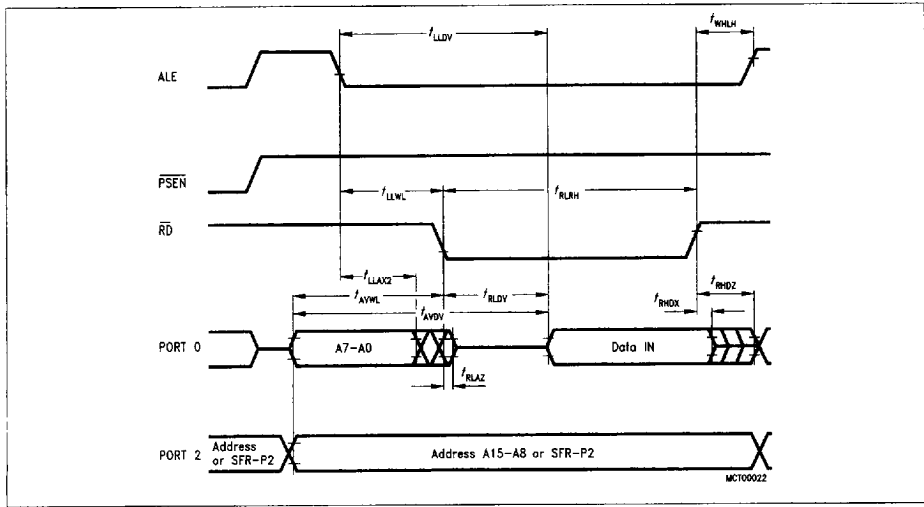 tLLDV
tWHLH
ALE
PSEN
tLLWL
tRLRH
RD
tLLAX2
tAVWL
tRLDV
tAVDV
tRHDZ
tRHDX
PORT 0
A7-A0
Data IN
tRLAZ
PORT 2
Address
or SFR-P2
Address A15-A8 or SFR-P2
MCT00022